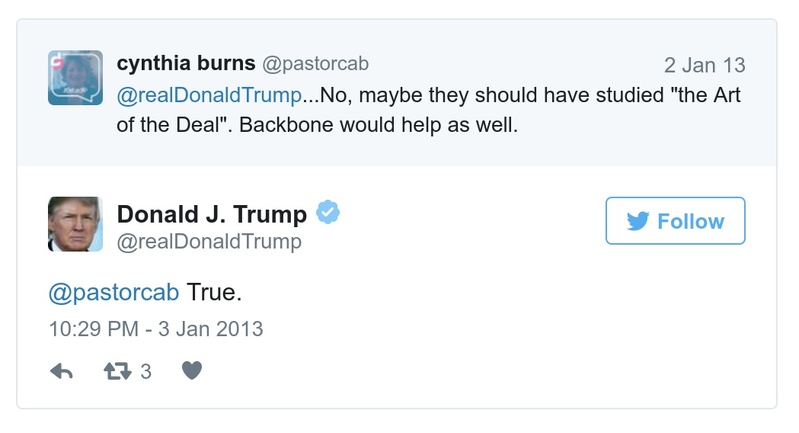 cynthia burns @pastorcab 2 Jan 13
@realDonaldTrump...No, maybe they should have studied "the Art
of the Deal". Backbone would help as well.
Donald J. Trump
@realDonaldTrump
Follow
@pastorcab True.
10:29 PM - 3 Jan 2013
3